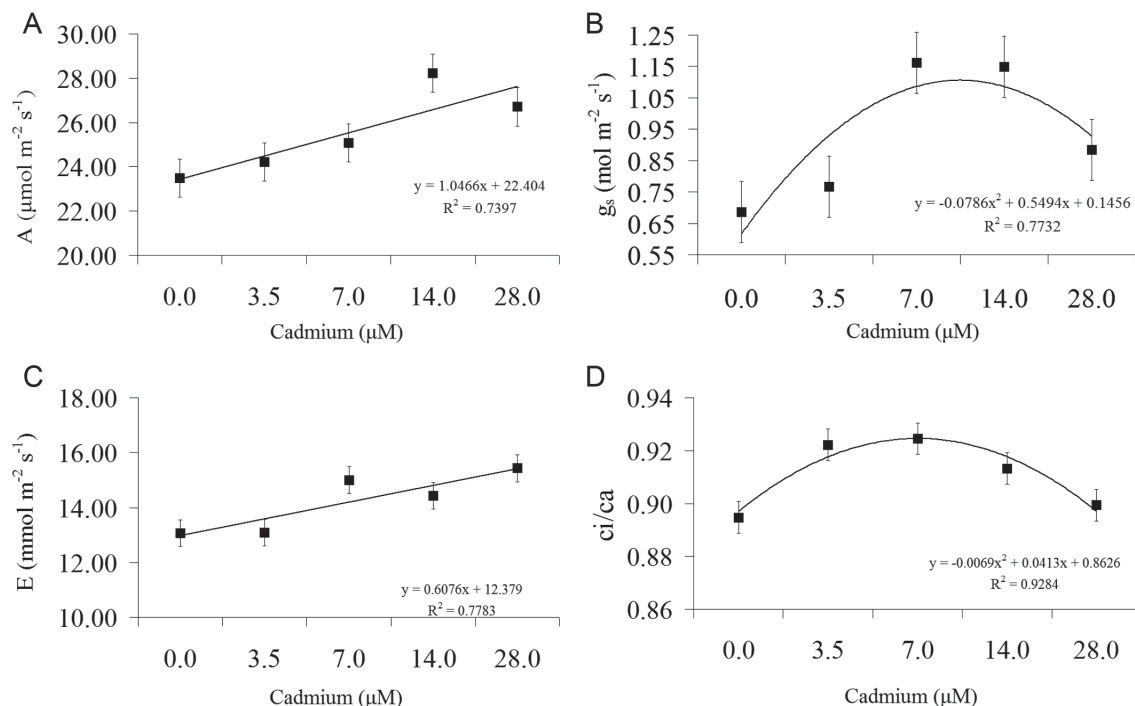 A
30.00
28.00
26.00
24.00
22.00
20.00
A (µmol m⁻² s⁻¹)
y = 1.0466x + 22.404
R² = 0.7397
0.0 3.5 7.0 14.0 28.0
Cadmium (µM)
B
1.25
1.15
1.05
0.95
0.85
0.75
0.65
0.55
gₛ (mol m⁻² s⁻¹)
y = -0.0786x² + 0.5494x + 0.1456
R² = 0.7732
0.0 3.5 7.0 14.0 28.0
Cadmium (µM)
C
18.00
16.00
14.00
12.00
10.00
E (mmol m⁻² s⁻¹)
y = 0.6076x + 12.379
R² = 0.7783
0.0 3.5 7.0 14.0 28.0
Cadmium (µM)
D
0.94
0.92
0.90
0.88
0.86
ci/ca
y = -0.0069x² + 0.0413x + 0.8626
R² = 0.9284
0.0 3.5 7.0 14.0 28.0
Cadmium (µM)